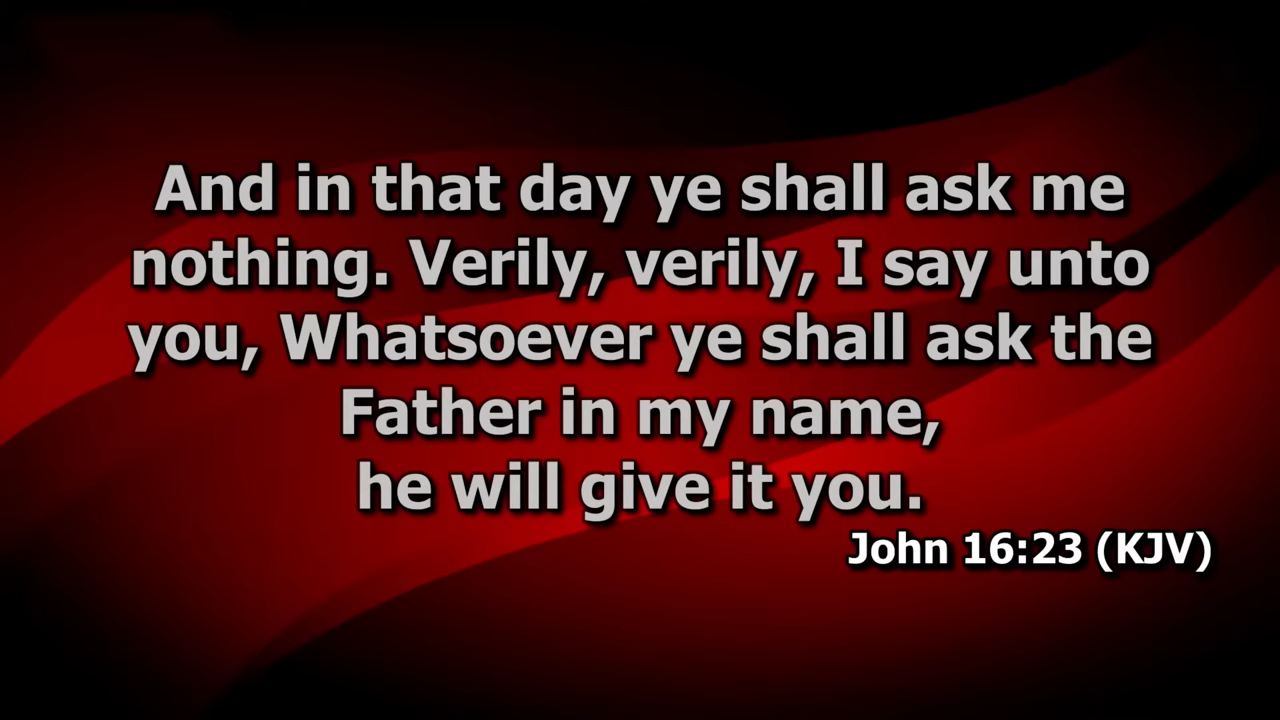 And in that day ye shall ask me
nothing. Verily, verily, I say unto
you, Whatsoever ye shall ask the
Father in my name,
he will give it you.
John 16:23 (KJV)